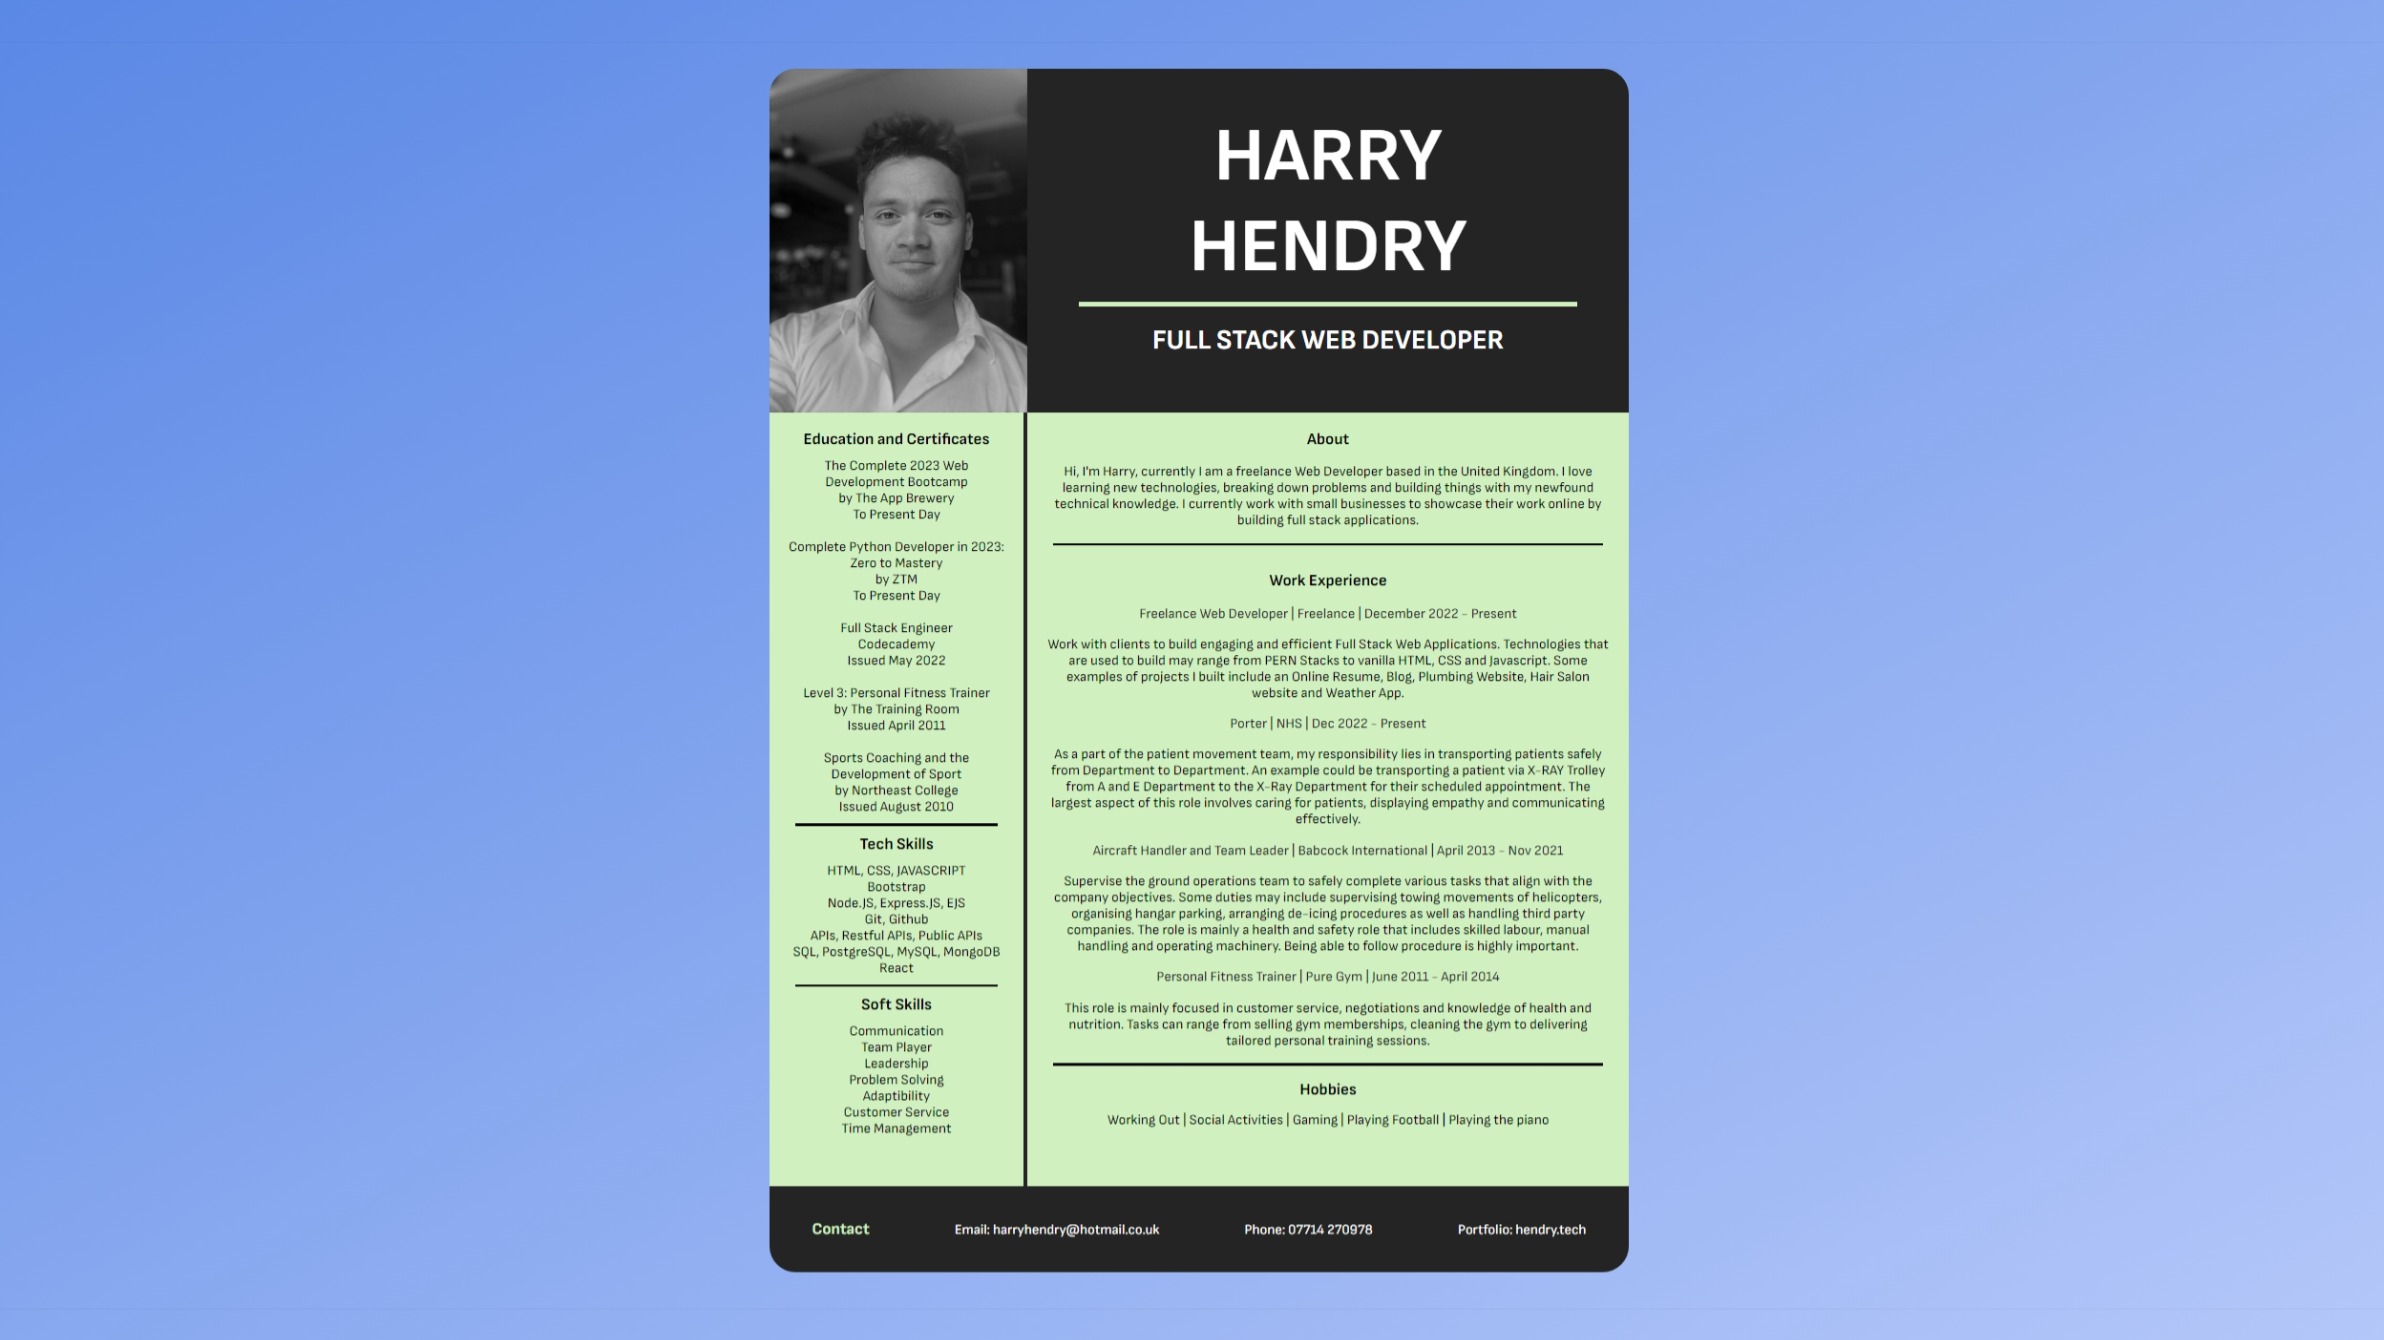 HARRY
HENDRY
FULL STACK WEB DEVELOPER
Education and Certificates
The Complete 2023 Web
Development Bootcamp
by The App Brewery
To Present Day
Complete Python Developer in 2023:
Zero to Mastery
by ZTM
To Present Day
Full Stack Engineer
Codecademy
Issued May 2022
Level 3: Personal Fitness Trainer
by The Training Room
Issued April 2011
Sports Coaching and the
Development of Sport
by Northeast College
Issued August 2010
Tech Skills
HTML, CSS, JAVASCRIPT
Bootstrap
Node.JS, Express.JS, EJS
Git, Github
APIs, Restful APIs, Public APIs
SQL, PostgreSQL, MySQL, MongoDB
React
Soft Skills
Communication
Team Player
Leadership
Problem Solving
Adaptibility
Customer Service
Time Management
About
Hi, I'm Harry, currently I am a freelance Web Developer based in the United Kingdom. I love
learning new technologies, breaking down problems and building things with my newfound
technical knowledge. I currently work with small businesses to showcase their work online by
building full stack applications.
Work Experience
Freelance Web Developer | Freelance | December 2022 - Present
Work with clients to build engaging and efficient Full Stack Web Applications. Technologies that
are used to build may range from PERN Stacks to vanilla HTML, CSS and Javascript. Some
examples of projects I built include an Online Resume, Blog, Plumbing Website, Hair Salon
website and Weather App.
Porter | NHS | Dec 2022 - Present
As a part of the patient movement team, my responsibility lies in transporting patients safely
from Department to Department. An example could be transporting a patient via X-RAY Trolley
from A and E Department to the X-Ray Department for their scheduled appointment. The
largest aspect of this role involves caring for patients, displaying empathy and communicating
effectively.
Aircraft Handler and Team Leader | Babcock International | April 2013 - Nov 2021
Supervise the ground operations team to safely complete various tasks that align with the
company objectives. Some duties may include supervising towing movements of helicopters,
organising hangar parking, arranging de-icing procedures as well as handling third party
companies. The role is mainly a health and safety role that includes skilled labour, manual
handling and operating machinery. Being able to follow procedure is highly important.
Personal Fitness Trainer | Pure Gym | June 2011 - April 2014
This role is mainly focused in customer service, negotiations and knowledge of health and
nutrition. Tasks can range from selling gym memberships, cleaning the gym to delivering
tailored personal training sessions.
Hobbies
Working Out | Social Activities | Gaming | Playing Football | Playing the piano
Contact
Email: harryhendry@hotmail.co.uk
Phone: 07714 270978
Portfolio: hendry.tech